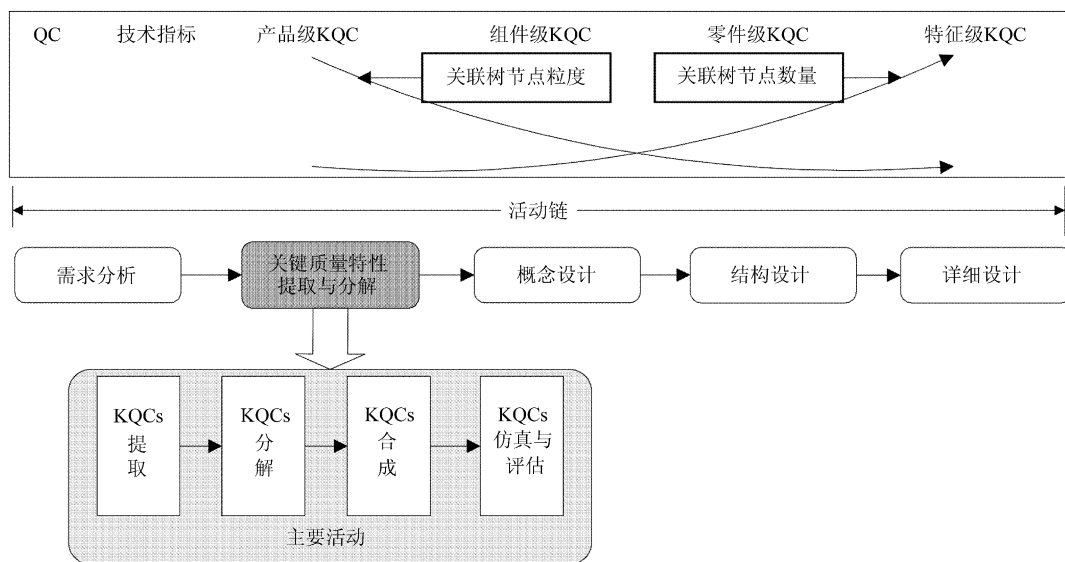 QC 技术指标 产品级KQC 组件级KQC 零件级KQC 特征级KQC
关联树节点粒度 关联树节点数量
活动链
需求分析 关键质量特性 概念设计 结构设计 详细设计
提取与分解
KQCs KQCs KQCs KQCs
提 分 合 仿真与
取 解 成 评估
主要活动